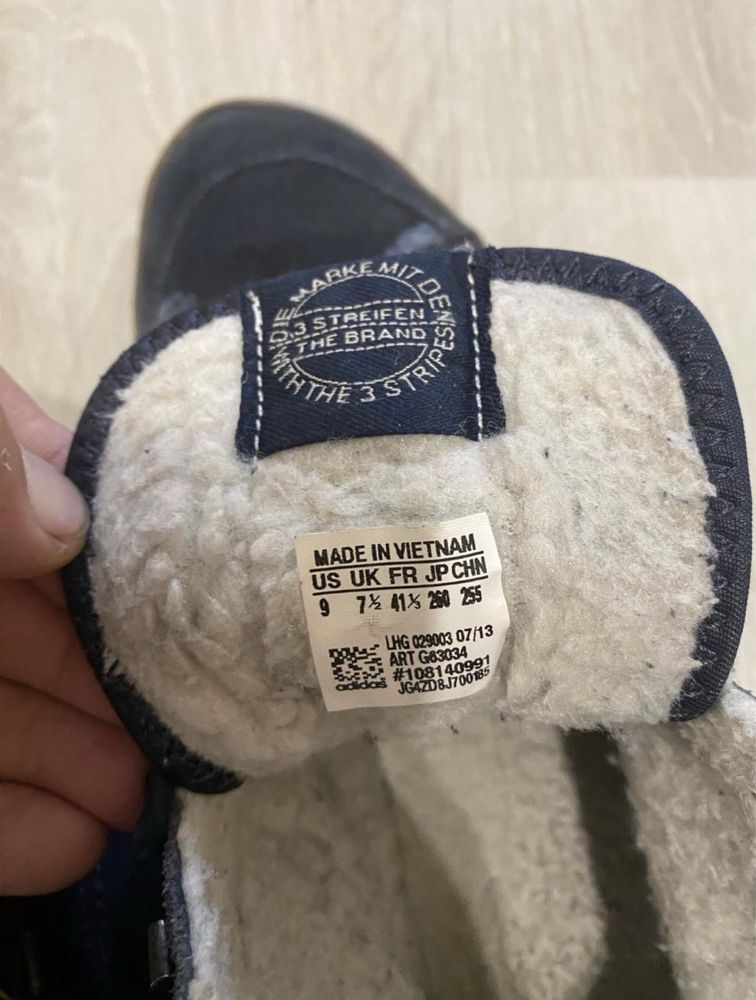 DIE MARKE MIT DEN
3 STREIFEN
THE BRAND
WITH THE 3 STRIPES
MADE IN VIETNAM
US UK FR JP CHN
9 7½ 41⅓ 260 255
LHG 029003 07/13
ART G63034
#108140991
JG4ZD8J700185
adidas